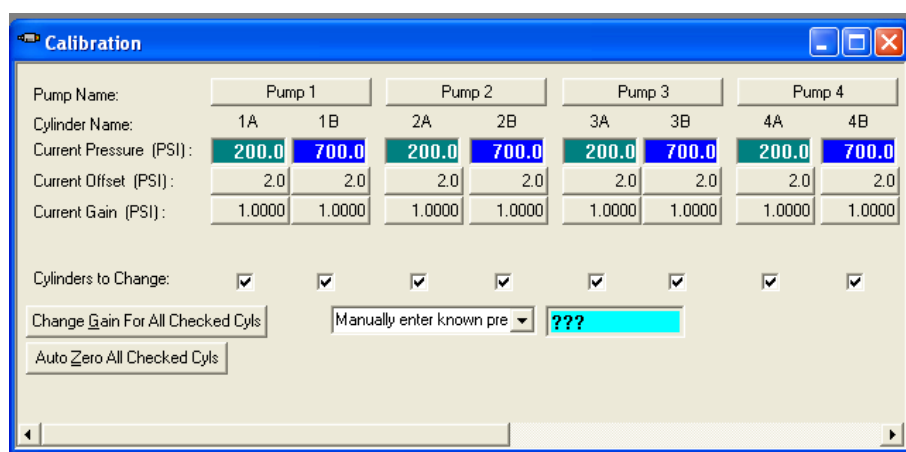 Calibration
Pump Name: Pump 1 Pump 2 Pump 3 Pump 4
Cylinder Name: 1A 1B 2A 2B 3A 3B 4A 4B
Current Pressure (PSI) : 200.0 700.0 200.0 700.0 200.0 700.0 200.0 700.0
Current Offset (PSI) : 2.0 2.0 2.0 2.0 2.0 2.0 2.0 2.0
Current Gain (PSI) : 1.0000 1.0000 1.0000 1.0000 1.0000 1.0000 1.0000 1.0000
Cylinders to Change:
Change Gain For All Checked Cyls Manually enter known pre ???
Auto Zero All Checked Cyls